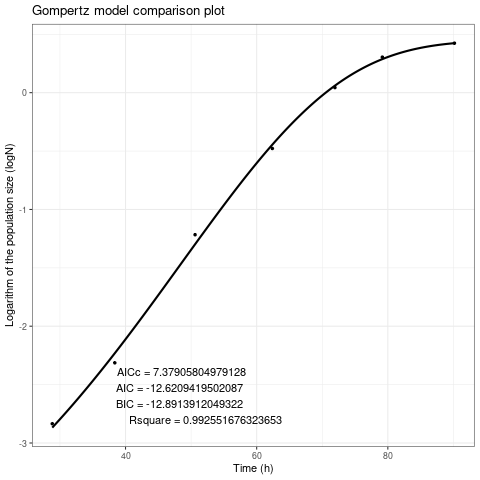 Gompertz model comparison plot
Logarithm of the population size (logN)
0
-1
-2
-3
AICc = 7.37905804979128
AIC = -12.6209419502087
BIC = -12.8913912049322
Rsquare = 0.992551676323653
40
60
80
Time (h)